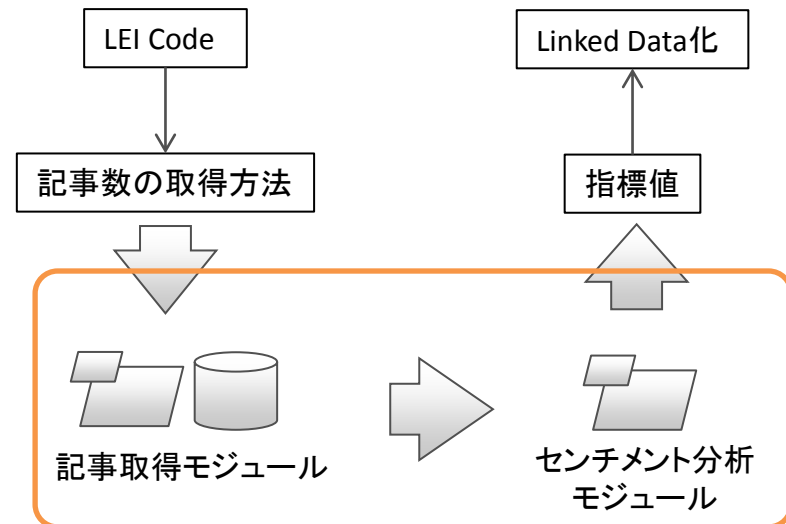 LEI Code
Linked Data化
記事数の取得方法
指標値
記事取得モジュール
センチメント分析
モジュール